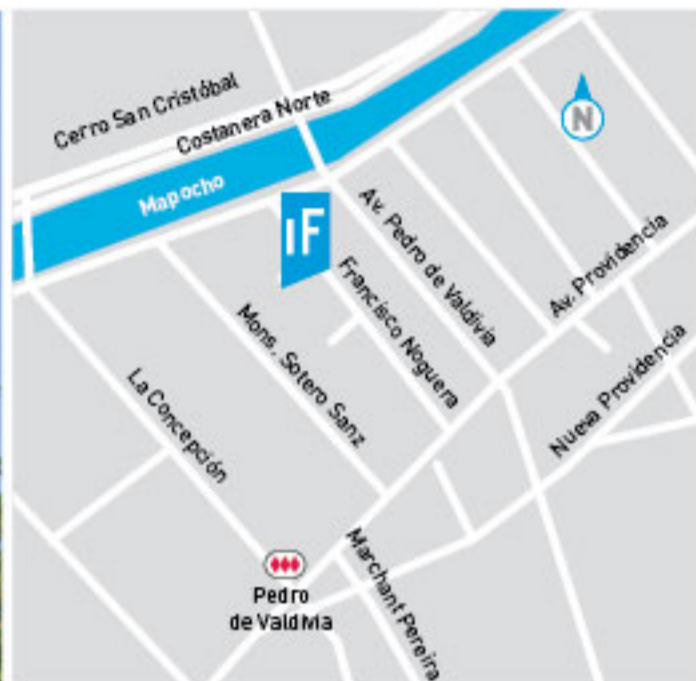 Cerro San Cristóbal
Costanera Norte
N
Mapocho
IF
Av. Pedro de Valdivia
Av. Providencia
Francisco Noguera
Mons., Sotero Sanz
Nueva Providencia
La Concepción
Marchant Pereira
Pedro
de Valdivia